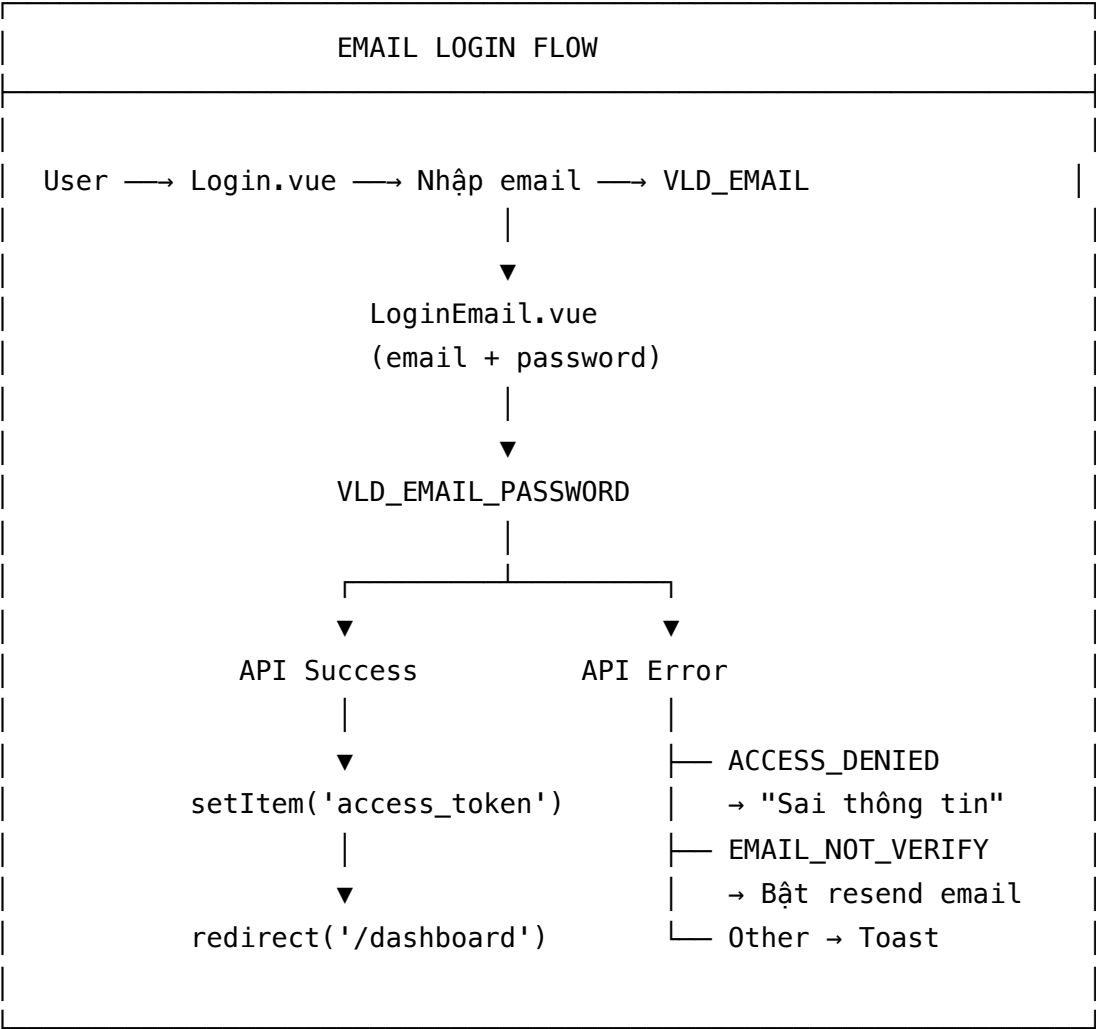 EMAIL LOGIN FLOW
User ──→ Login.vue ──→ Nhập email ──→ VLD_EMAIL
LoginEmail.vue
(email + password)
VLD_EMAIL_PASSWORD
API Success API Error
ACCESS_DENIED
setItem('access_token') → "Sai thông tin"
EMAIL_NOT_VERIFY
→ Bật resend email
redirect('/dashboard') Other → Toast